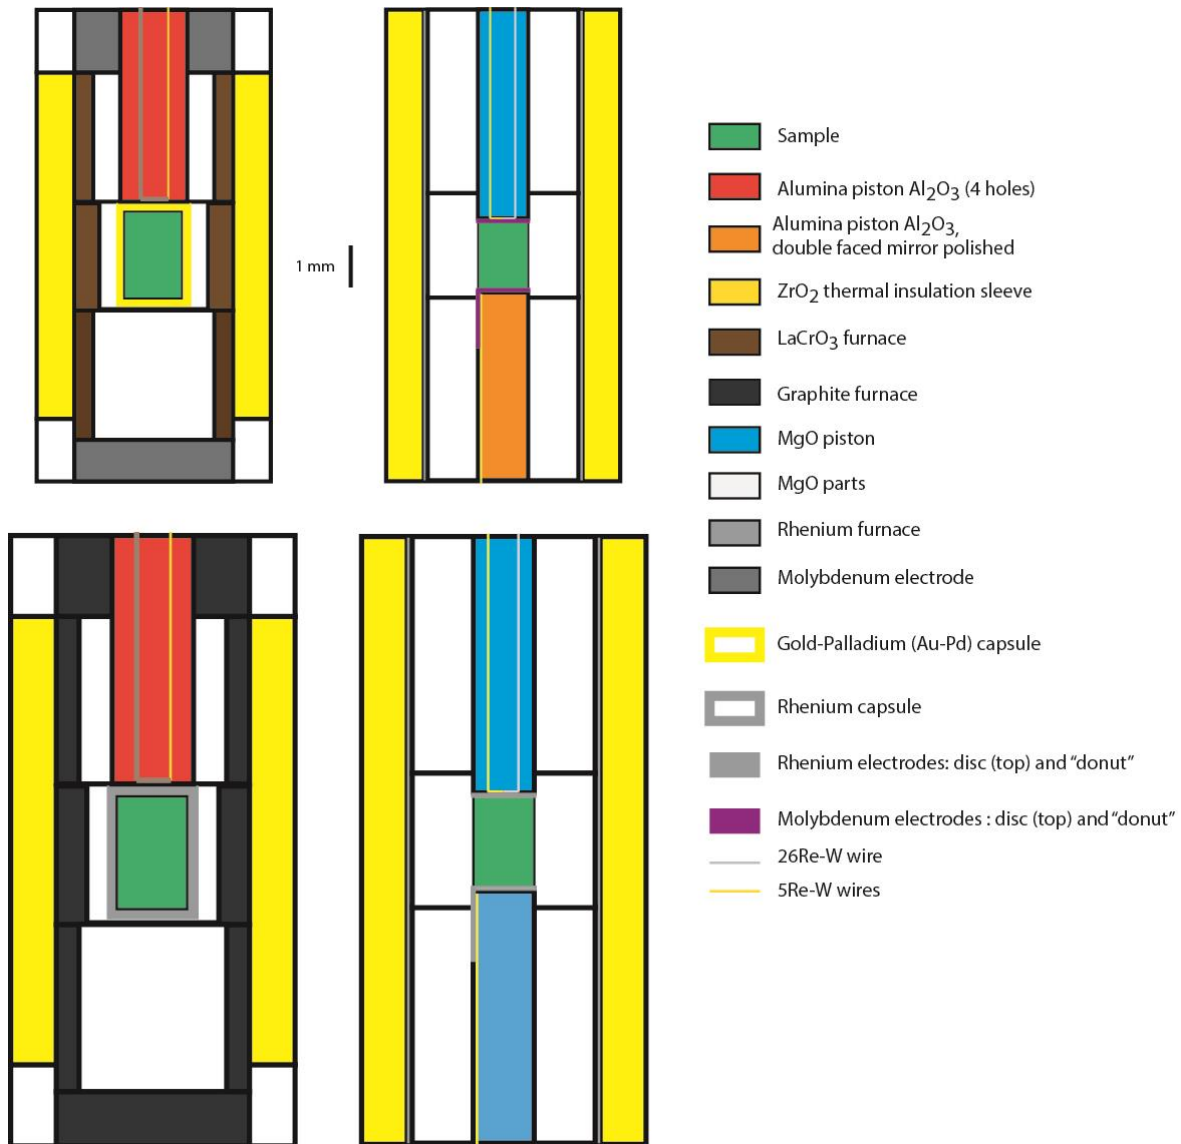 1 mm
Sample
Alumina piston Al2O3 (4 holes)
Alumina piston Al2O3,
double faced mirror polished
ZrO2 thermal insulation sleeve
LaCrO3 furnace
Graphite furnace
MgO piston
MgO parts
Rhenium furnace
Molybdenum electrode
Gold-Palladium (Au-Pd) capsule
Rhenium capsule
Rhenium electrodes: disc (top) and “donut”
Molybdenum electrodes : disc (top) and “donut”
26Re-W wire
5Re-W wires